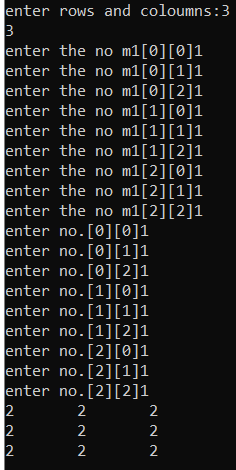 enter rows and coloumns:3
3
enter the no m1[0][0]1
enter the no m1[0][1]1
enter the no m1[0][2]1
enter the no m1[1][0]1
enter the no m1[1][1]1
enter the no m1[1][2]1
enter the no m1[2][0]1
enter the no m1[2][1]1
enter the no m1[2][2]1
enter no.[0][0]1
enter no.[0][1]1
enter no.[0][2]1
enter no.[1][0]1
enter no.[1][1]1
enter no.[1][2]1
enter no.[2][0]1
enter no.[2][1]1
enter no.[2][2]1
2 2 2
2 2 2
2 2 2